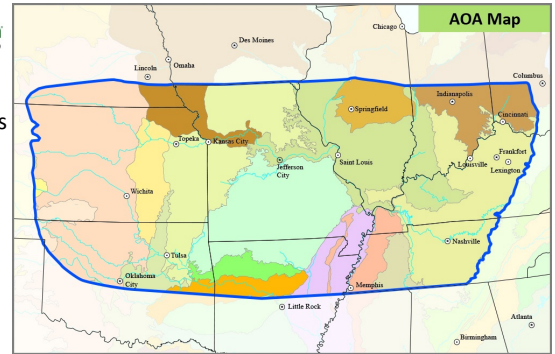 AOA Map
Chicago
Des Moines
Omaha
Lincoln
Columbus
Indianapolis
Springfield
Cincinnati
Topeka
Kansas City
Jefferson
City
Saint Louis
Louisville
Frankfort
Lexington
Wichita
Nashville
Tulsa
Oklahoma
City
Memphis
Little Rock
Atlanta
Birmingham